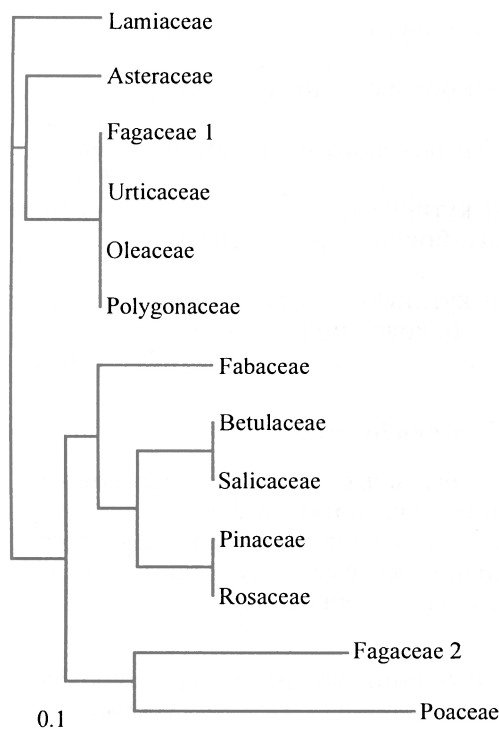 Lamiaceae
Asteraceae
Fagaceae 1
Urticaceae
Oleaceae
Polygonaceae
Fabaceae
Betulaceae
Salicaceae
Pinaceae
Rosaceae
Fagaceae 2
Poaceae
0.1